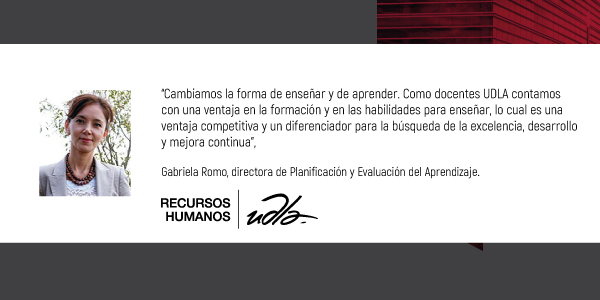 “Cambiamos la forma de enseñar y de aprender. Como docentes UDLA contamos
con una ventaja en la formación y en las habilidades para enseñar, lo cual es una
ventaja competitiva y un diferenciador para la búsqueda de la excelencia, desarrollo
y mejora continua”,
Gabriela Romo, directora de Planificación y Evaluación del Aprendizaje.
RECURSOS
HUMANOS
udla-